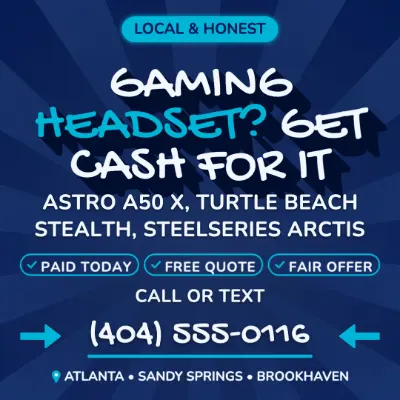 LOCAL & HONEST
GAMING
HEADSET? GET
CASH FOR IT
ASTRO A50 X, TURTLE BEACH
STEALTH, STEELSERIES ARCTIS
✓ PAID TODAY ✓ FREE QUOTE ✓ FAIR OFFER
CALL OR TEXT
(404) 555-0116
ATLANTA • SANDY SPRINGS • BROOKHAVEN